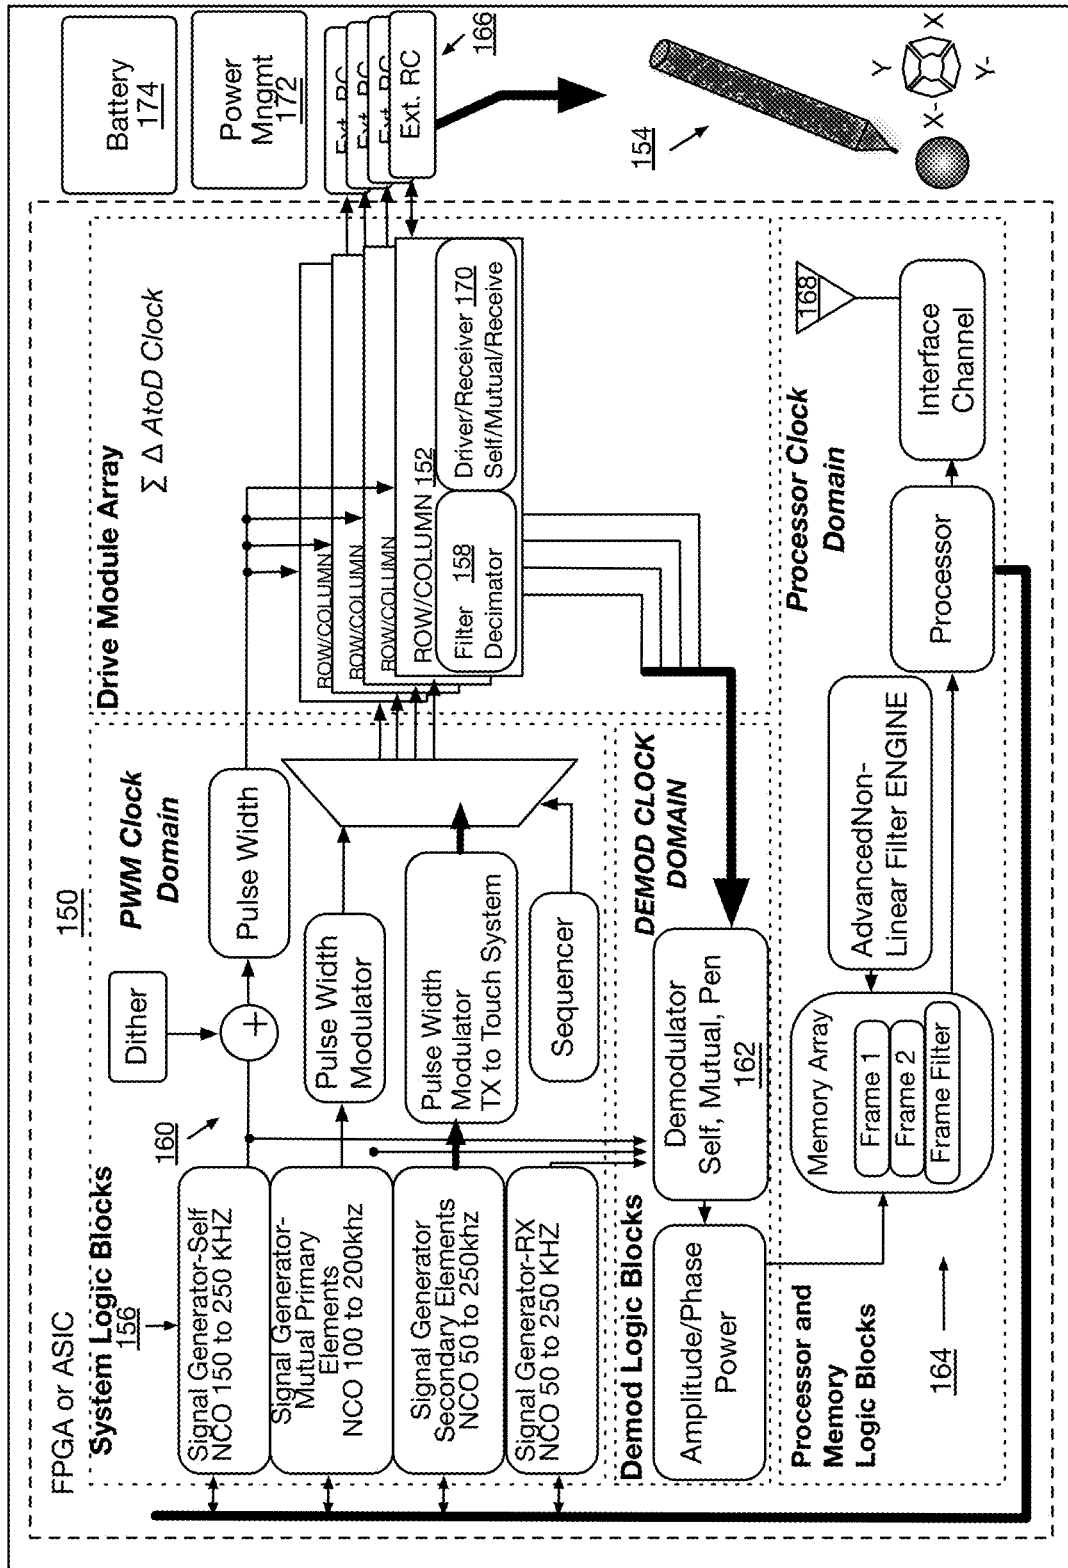 FPGA or ASIC
150
System Logic Blocks
156
Signal Generator-Self
NCO 150 to 250 KHZ
Signal Generator-
Mutual Primary
Elements
NCO 100 to 200khz
Signal Generator
Secondary Elements
NCO 50 to 250khz
Signal Generator-RX
NCO 50 to 250 KHZ
160
Dither
+
PWM Clock
Domain
Pulse Width
Pulse Width
Modulator
Pulse Width
Modulator
TX to Touch System
Sequencer
Drive Module Array
Σ Δ AtoD Clock
ROW/COLUMN
ROW/COLUMN
ROW/COLUMN
ROW/COLUMN 152
Filter 158
Decimator
Driver/Receiver 170
Self/Mutual/Receive
Battery
174
Power
Mngmt
172
Ext. RC
Ext. RC
Ext. RC
Ext. RC
166
154
X-
Y
X
Y-
Demod Logic Blocks
DEMOD CLOCK
DOMAIN
Amplitude/Phase
Power
Demodulator
Self, Mutual, Pen
162
Processor and
Memory
Logic Blocks
164
Memory Array
Frame 1
Frame 2
Frame Filter
AdvancedNon-
Linear Filter ENGINE
Processor Clock
Domain
Processor
Interface
Channel
168